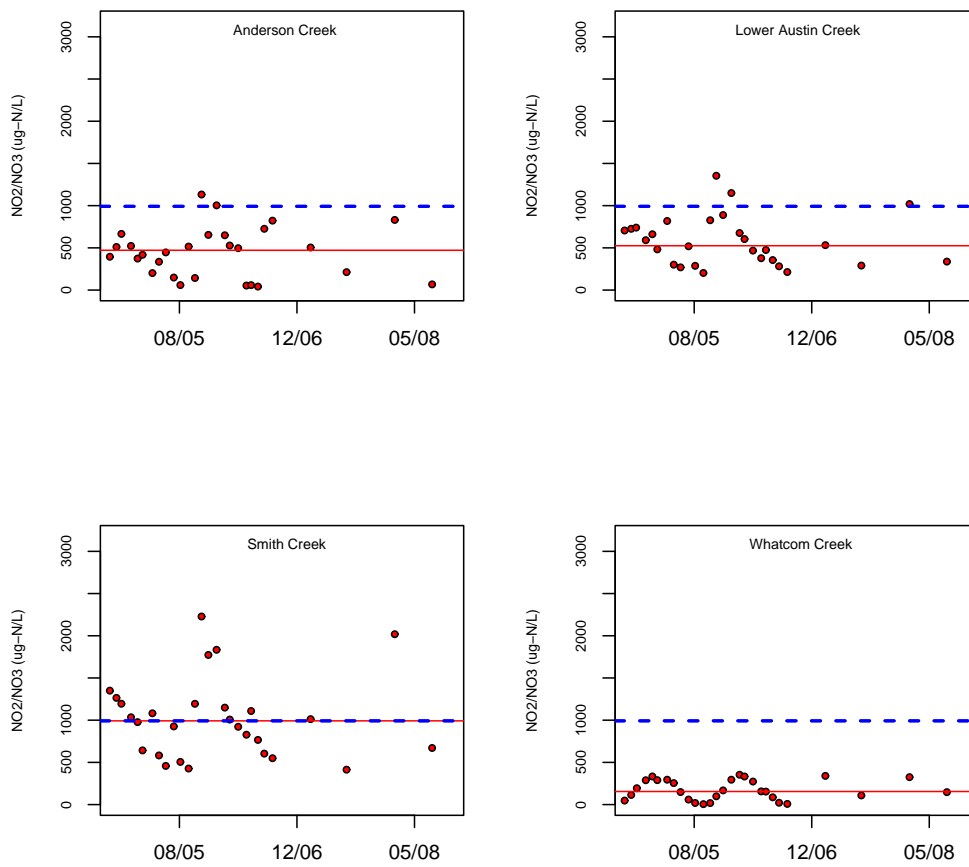 Anderson Creek
NO2/NO3 (ug−N/L)
3000
2000
1000
500
0
08/05 12/06 05/08
Lower Austin Creek
NO2/NO3 (ug−N/L)
3000
2000
1000
500
0
08/05 12/06 05/08
Smith Creek
NO2/NO3 (ug−N/L)
3000
2000
1000
500
0
08/05 12/06 05/08
Whatcom Creek
NO2/NO3 (ug−N/L)
3000
2000
1000
500
0
08/05 12/06 05/08